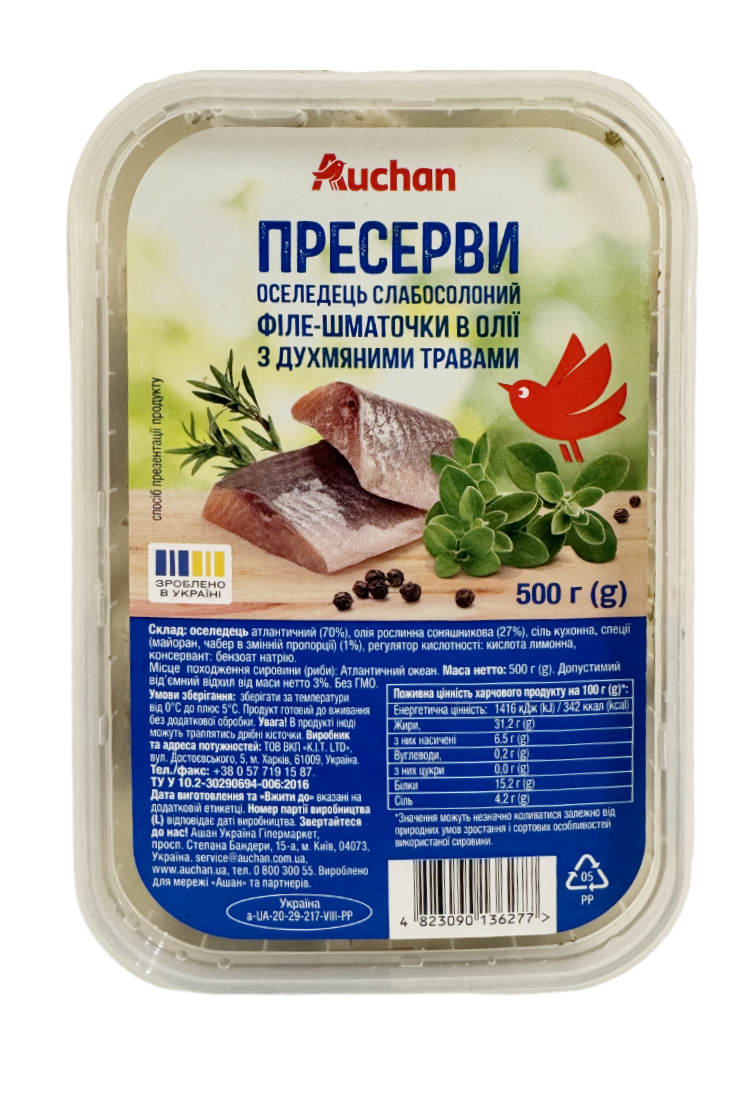 Auchan
ПРЕСЕРВИ
ОСЕЛЕДЕЦЬ СЛАБОСОЛОНИЙ
ФІЛЕ-ШМАТОЧКИ В ОЛІЇ
З ДУХМЯНИМИ ТРАВАМИ
спосіб презентації продукту
ЗРОБЛЕНО
В УКРАЇНІ
500 г (g)
Склад: оселедець атлантичний (70%), олія рослинна соняшникова (27%), сіль кухонна, спеції
(майоран, чабер в змінній пропорції) (1%), регулятор кислотності: кислота лимонна,
консервант: бензоат натрію.
Місце походження сировини (риби): Атлантичний океан. Маса нетто: 500 г (g). Допустимий
від'ємний відхил від маси нетто 3%. Без ГМО.
Умови зберігання: зберігати за температури
від 0°С до плюс 5°С. Продукт готовий до вживання
без додаткової обробки. Увага! В продукті іноді
можуть траплятись дрібні кісточки. Виробник
та адреса потужностей: ТОВ ВКП «K.I.T. LTD»,
вул. Достоєвського, 5, м. Харків, 61009, Україна.
Тел./факс: +38 0 57 719 15 87.
ТУ У 10.2-30290694-006:2016
Дата виготовлення та «Вжити до» вказані на
додатковій етикетці. Номер партії виробництва
(L) відповідає даті виробництва. Звертайтеся
до нас! Ашан Україна Гіпермаркет,
просп. Степана Бандери, 15-а, м. Київ, 04073,
Україна. service@auchan.com.ua,
www.auchan.ua, тел. 0 800 300 55. Вироблено
для мережі «Ашан» та партнерів.
Поживна цінність харчового продукту на 100 г (g)*:
Енергетична цінність: 1416 кДж (kJ) / 342 ккал (kcal)
Жири, 31,2 г (g)
з них насичені 6,5 г (g)
Вуглеводи, 0,2 г (g)
з них цукри 0,0 г (g)
Білки 15,2 г (g)
Сіль 4,2 г (g)
*Значення можуть незначно коливатися залежно від
природних умов зростання і сортових особливостей
використаної сировини.
Україна
a-UA-20-29-217-VIII-PP
4 823090 136277 >
05
PP